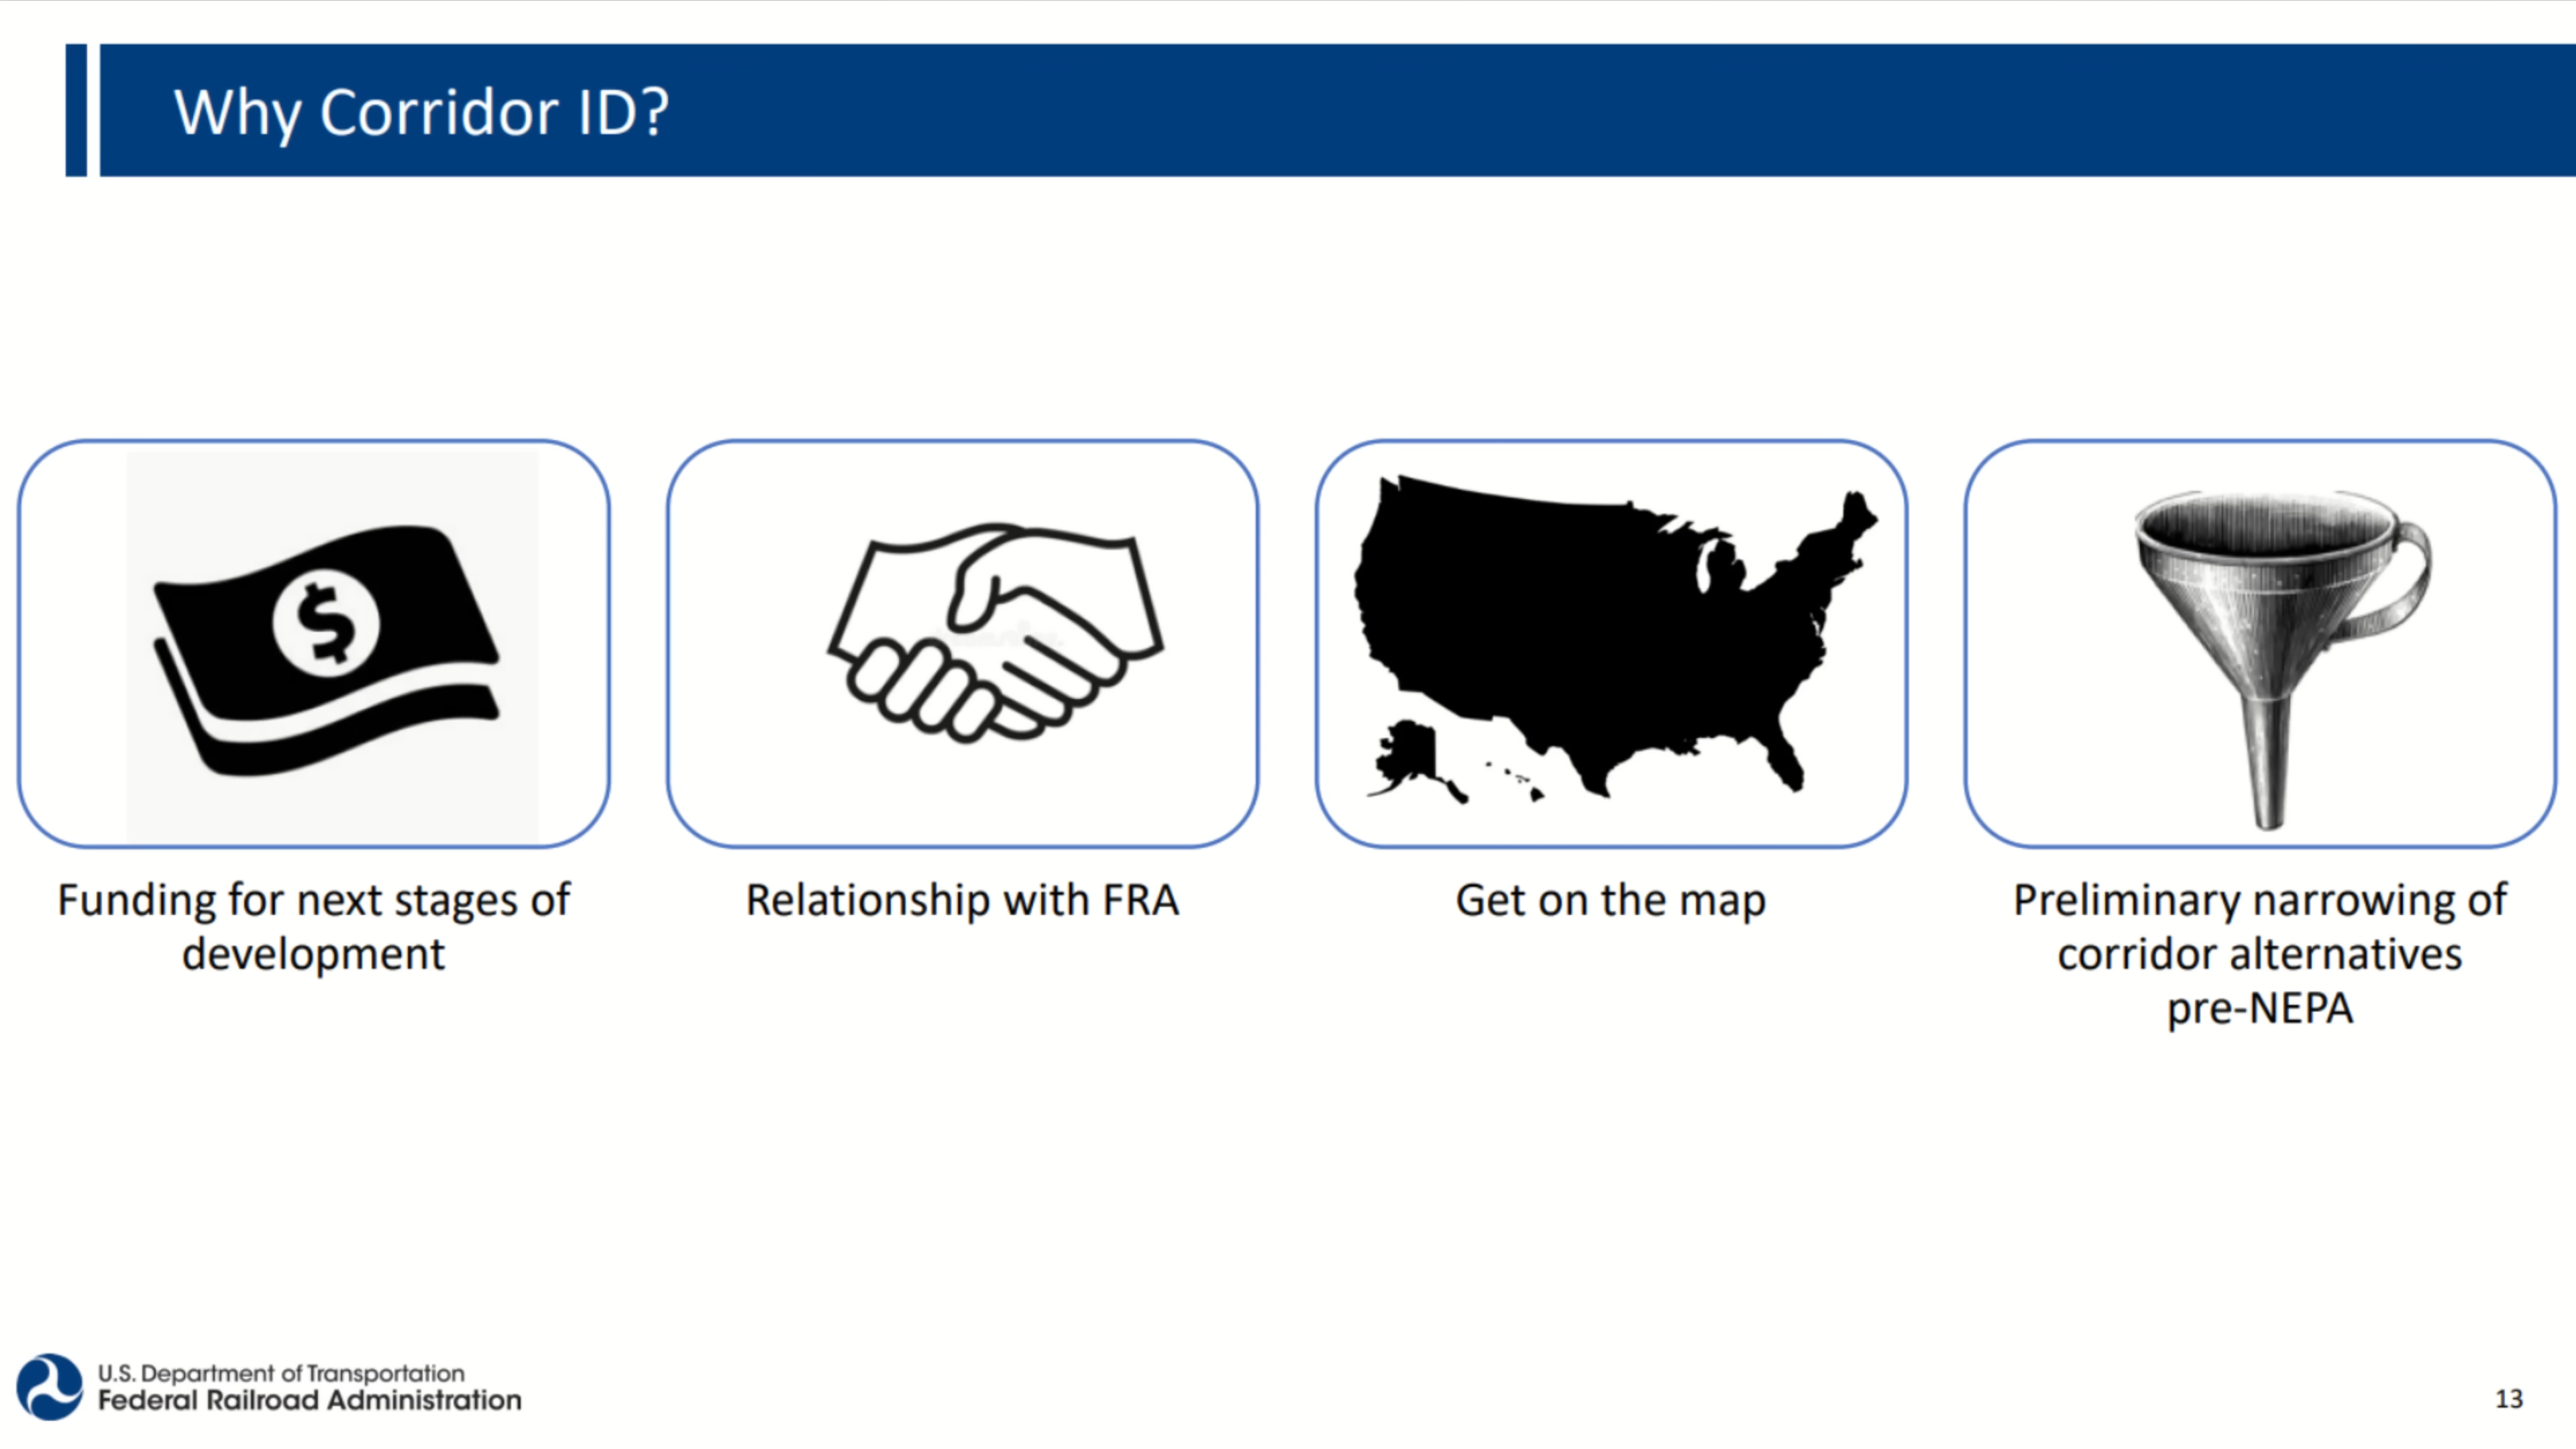 Why Corridor ID?
$
Funding for next stages of
development
Relationship with FRA
Get on the map
Preliminary narrowing of
corridor alternatives
pre-NEPA
U.S. Department of Transportation
Federal Railroad Administration
13